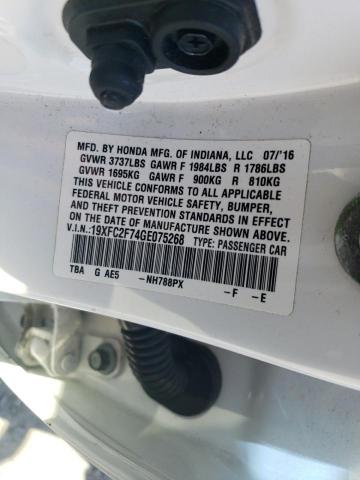 MFD. BY HONDA MFG. OF INDIANA, LLC 07/'16
GVWR 3737LBS GAWR F 1984LBS R 1786LBS
GVWR 1695KG GAWR F 900KG R 810KG
THIS VEHICLE CONFORMS TO ALL APPLICABLE
FEDERAL MOTOR VEHICLE SAFETY, BUMPER,
AND THEFT PREVENTION STANDARDS IN EFFECT
ON THE DATE OF MANUFACTURE SHOWN ABOVE.
V.I.N.:19XFC2F74GE075268 TYPE: PASSENGER CAR
TBA G AE5 -NH788PX -F -E